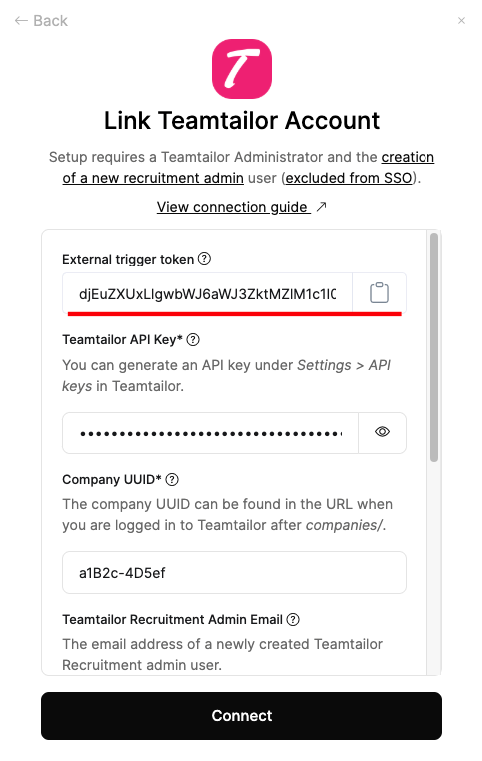 ← Back
×
Link Teamtailor Account
Setup requires a Teamtailor Administrator and the creation
of a new recruitment admin user (excluded from SSO).
View connection guide ↗
External trigger token
Teamtailor API Key*
You can generate an API key under Settings > API
keys in Teamtailor.
••••••••••••••••••••••••••••••••••
Company UUID*
The company UUID can be found in the URL when
you are logged in to Teamtailor after companies/.
a1B2c-4D5ef
Teamtailor Recruitment Admin Email
The email address of a newly created Teamtailor
Recruitment admin user.
Connect